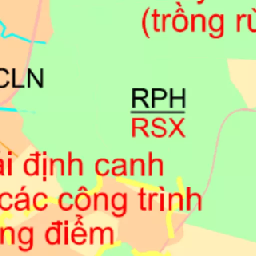 (trồng rừ
CLN
RPH
RSX
ái định canh
các công trình
ng điểm